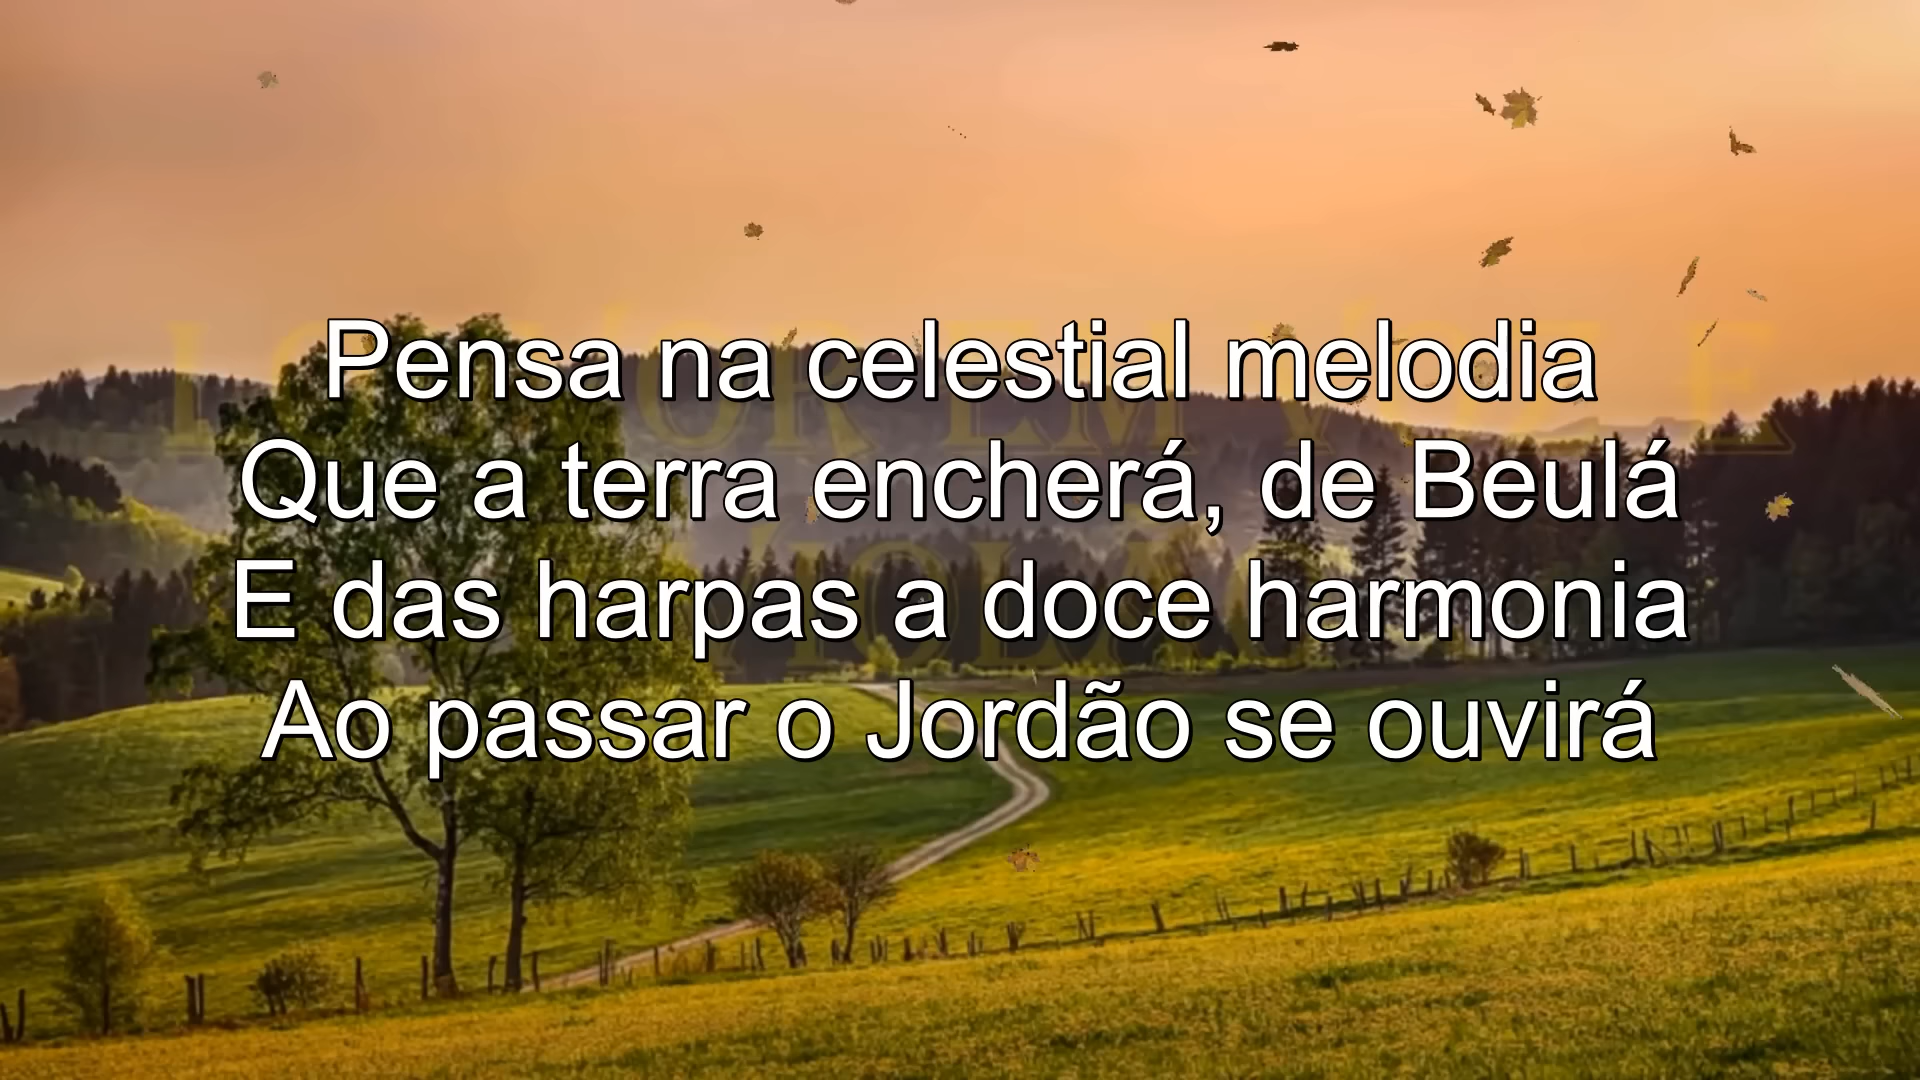 Pensa na celestial melodia
Que a terra encherá, de Beulá
E das harpas a doce harmonia
Ao passar o Jordão se ouvirá